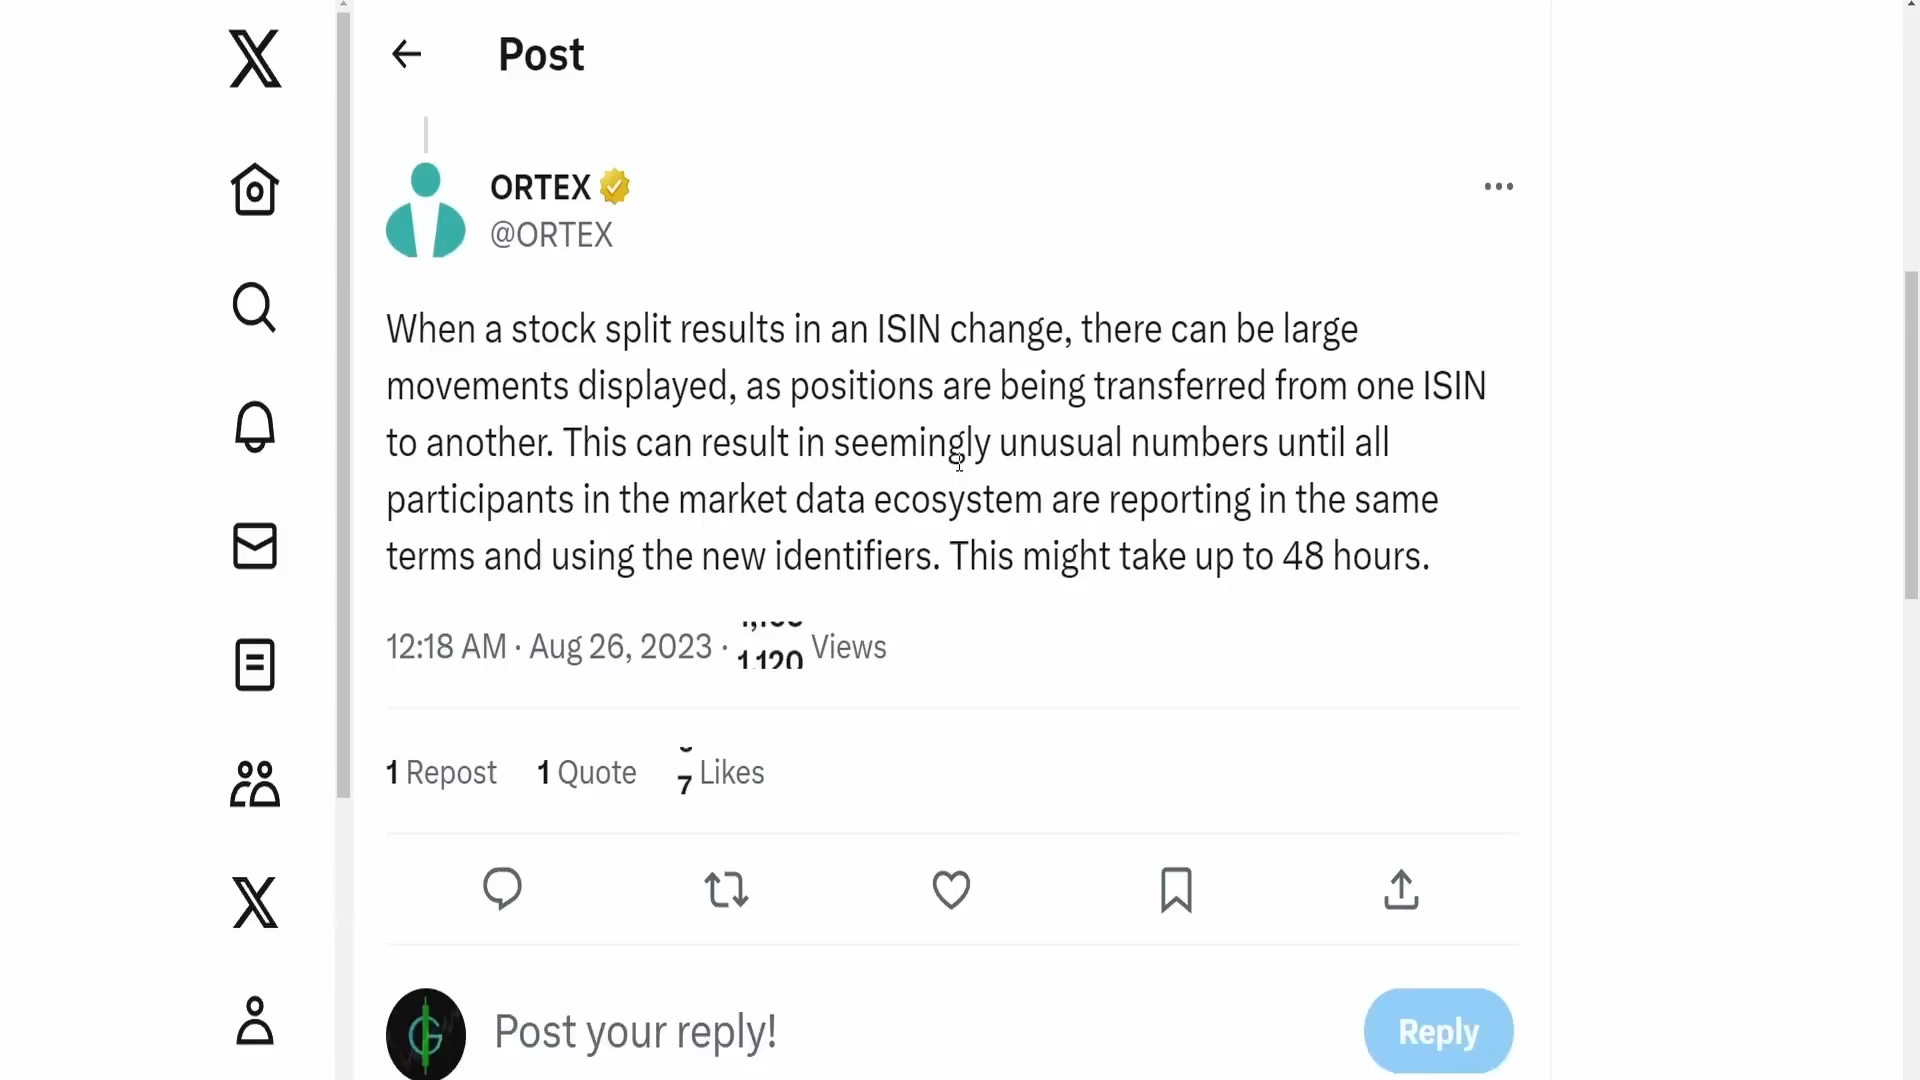 Post
ORTEX
@ORTEX
When a stock split results in an ISIN change, there can be large
movements displayed, as positions are being transferred from one ISIN
to another. This can result in seemingly unusual numbers until all
participants in the market data ecosystem are reporting in the same
terms and using the new identifiers. This might take up to 48 hours.
12:18 AM · Aug 26, 2023 · 1,120 Views
1 Repost 1 Quote 7 Likes
Post your reply!
Reply